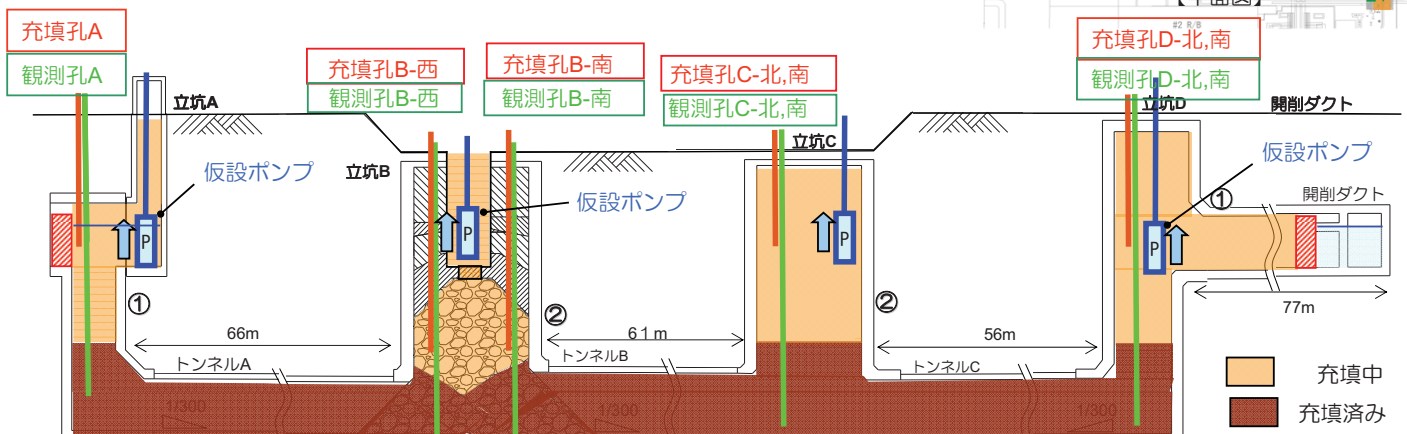 【平面図】
#2 R/B
充填孔A
観測孔A
充填孔B-西
観測孔B-西
充填孔B-南
観測孔B-南
充填孔C-北,南
観測孔C-北,南
充填孔D-北,南
観測孔D-北,南
立坑A
立坑B
立坑C
立坑D
開削ダクト
仮設ポンプ
仮設ポンプ
仮設ポンプ
開削ダクト
P
P
P
P
①
②
②
①
66m
61m
56m
77m
トンネルA
トンネルB
トンネルC
1/300
1/300
1/300
充填中
充填済み